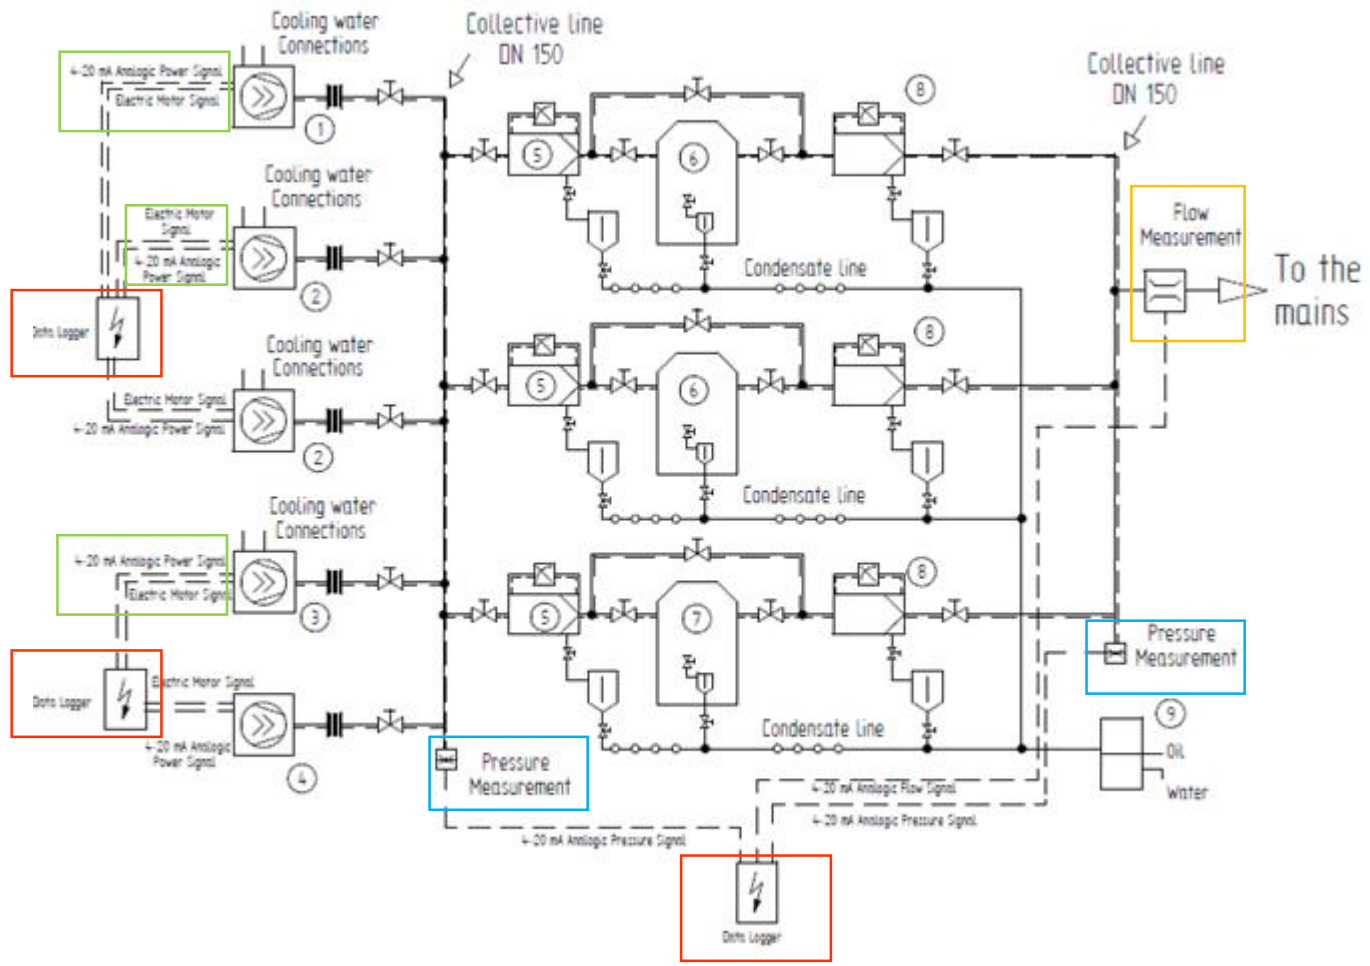 Cooling water
Connections
Collective line
DN 150
4-20 mA Analogic Power Signal
Electric Motor Signal
1
8
Collective line
DN 150
5
6
Cooling water
Connections
Electric Motor
Signal
4-20 mA Analogic
Power Signal
2
Flow
Measurement
To the
mains
Condensate line
Data Logger
Cooling water
Connections
8
5
6
Electric Motor Signal
4-20 mA Analogic Power Signal
2
Condensate line
Cooling water
Connections
4-20 mA Analogic Power Signal
Electric Motor Signal
3
8
5
7
Pressure
Measurement
Data Logger
Electric Motor Signal
4-20 mA Analogic
Power Signal
4
Condensate line
9
Oil
Water
Pressure
Measurement
4-20 mA Analogic Flow Signal
4-20 mA Analogic Pressure Signal
4-20 mA Analogic Pressure Signal
Data Logger